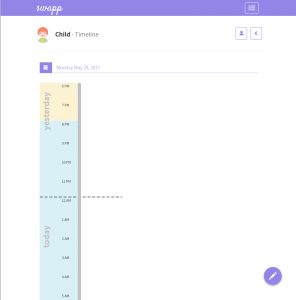 swapp
Child - Timeline
Monday May 29, 2017
yesterday
6 PM
7 PM
8 PM
9 PM
10 PM
11 PM
today
12 AM
1 AM
2 AM
3 AM
4 AM
5 AM